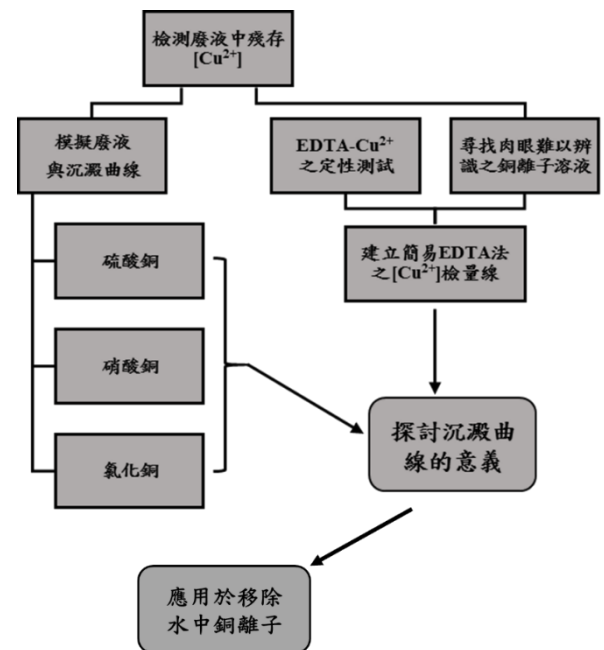 檢測廢液中殘存
[Cu²⁺]
模擬廢液
與沉澱曲線
EDTA-Cu²⁺
之定性測試
尋找肉眼難以辨
識之銅離子溶液
硫酸銅
建立簡易EDTA法
之[Cu²⁺]檢量線
硝酸銅
氯化銅
探討沉澱曲
線的意義
應用於移除
水中銅離子